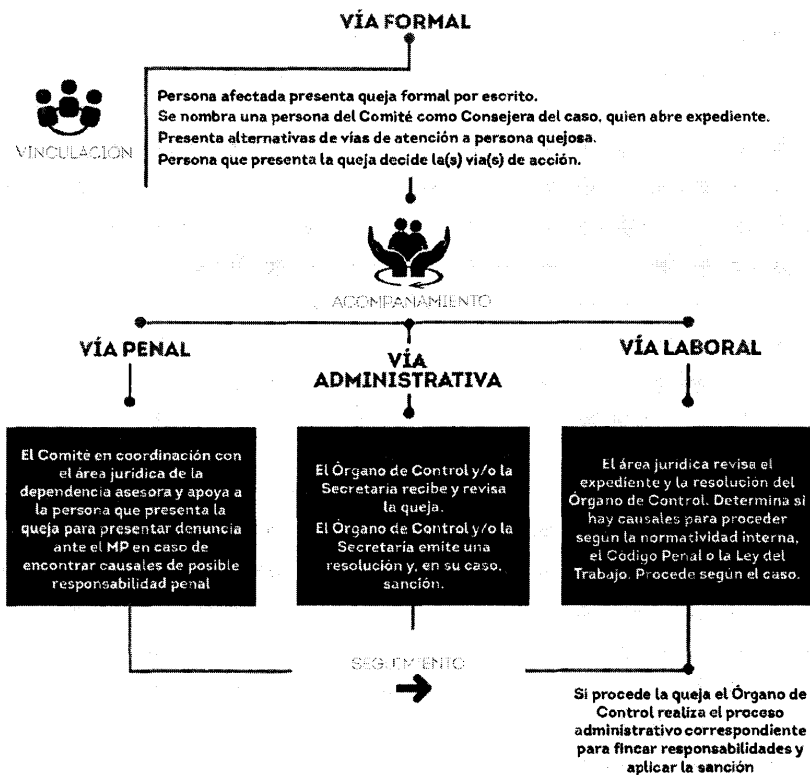 VÍA FORMAL
Persona afectada presenta queja formal por escrito.
Se nombra una persona del Comité como Consejera del caso, quien abre expediente.
Presenta alternativas de vías de atención a persona quejosa.
Persona que presenta la queja decide la(s) via(s) de acción.
VINCULACIÓN
ACOMPAÑAMIENTO
VÍA PENAL
El Comité en coordinación con
el área jurídica de la
dependencia asesora y apoya a
la persona que presenta la
queja para presentar denuncia
ante el MP en caso de
encontrar causales de posible
responsabilidad penal
VÍA
ADMINISTRATIVA
El Órgano de Control y/o la
Secretaría recibe y revisa
la queja.
El Órgano de Control y/o la
Secretaría emite una
resolución y, en su caso,
sanción.
VÍA LABORAL
El área jurídica revisa el
expediente y la resolución del
Órgano de Control. Determina si
hay causales para proceder
según la normatividad interna,
el Código Penal o la Ley del
Trabajo. Procede según el caso.
SEGUIMIENTO
Si procede la queja el Órgano de
Control realiza el proceso
administrativo correspondiente
para fincar responsabilidades y
aplicar la sanción